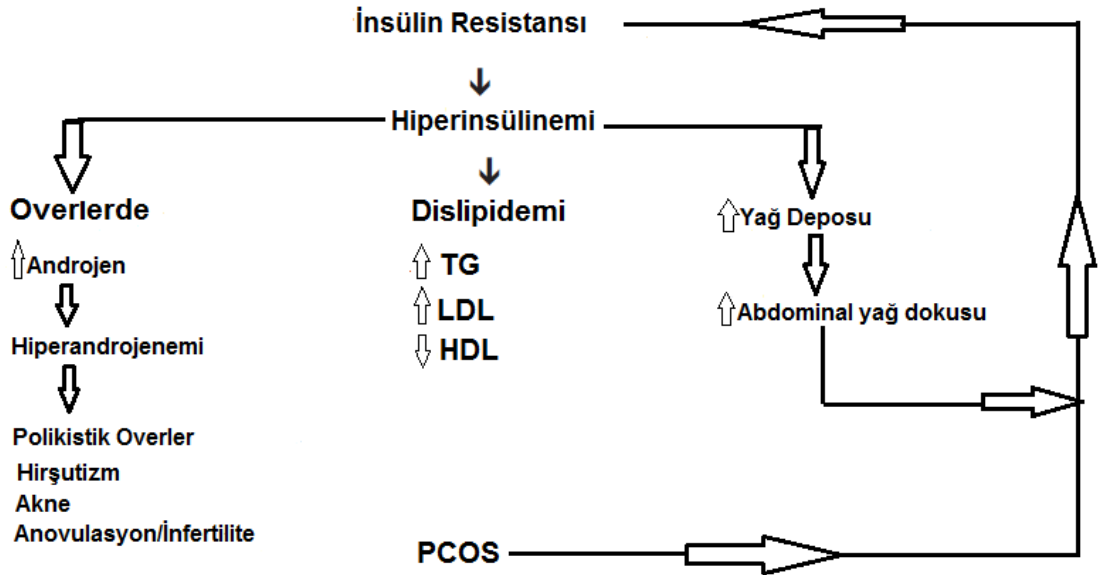 İnsülin Resistansı
Hiperinsülinemi
Overlerde
Androjen
Hiperandrojenemi
Polikistik Overler
Hirşutizm
Akne
Anovulasyon/İnfertilite
Dislipidemi
TG
LDL
HDL
Yağ Deposu
Abdominal yağ dokusu
PCOS